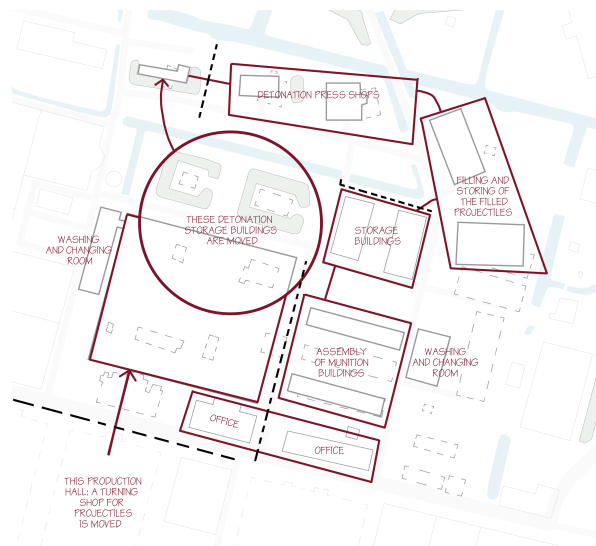 DETONATION PRESS SHOPS
FILLING AND
STORING OF
THE FILLED
PROJECTILES
THESE DETONATION
STORAGE BUILDINGS
ARE MOVED
STORAGE
BUILDINGS
WASHING
AND CHANGING
ROOM
ASSEMBLY
OF MUNITION
BUILDINGS
WASHING
AND CHANGING
ROOM
OFFICE
OFFICE
THIS PRODUCTION
HALL: A TURNING
SHOP FOR
PROJECTILES
IS MOVED